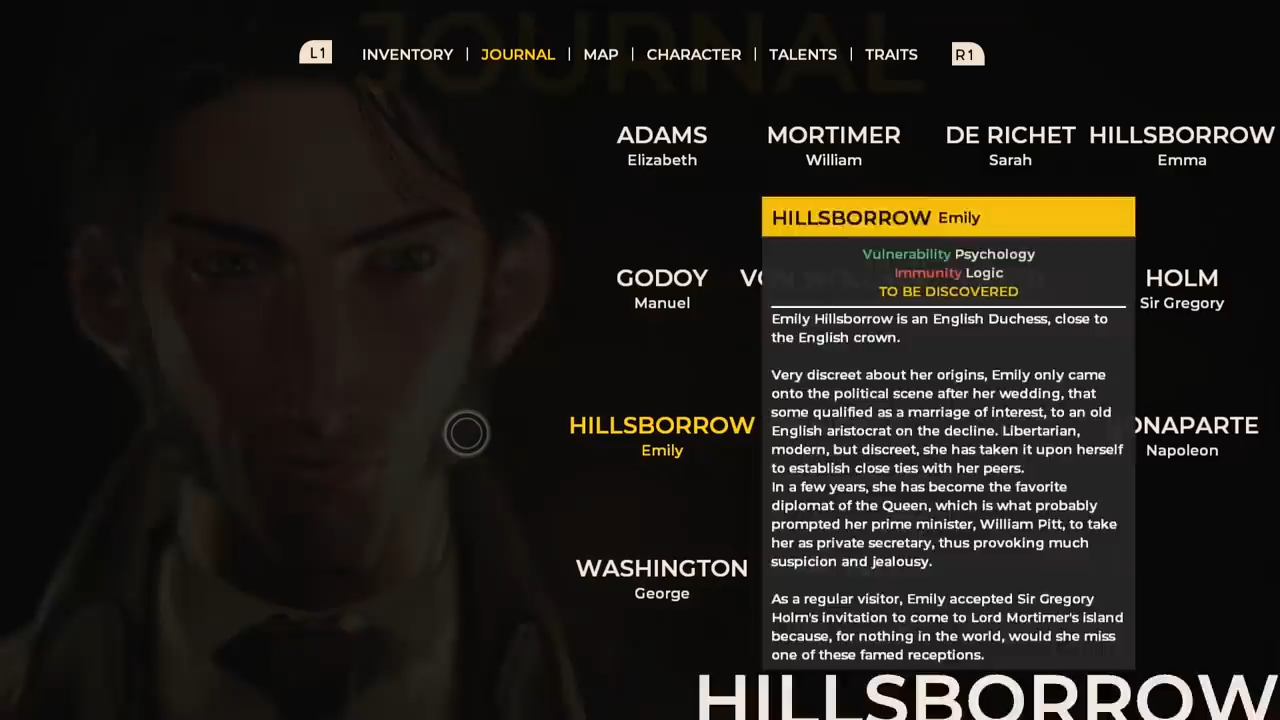 JOURNAL
L1 INVENTORY | JOURNAL | MAP | CHARACTER | TALENTS | TRAITS R1
ADAMS MORTIMER DE RICHET HILLSBORROW
Elizabeth William Sarah Emma
HILLSBORROW Emily
Vulnerability Psychology
Immunity Logic
TO BE DISCOVERED
Emily Hillsborrow is an English Duchess, close to
the English crown.
Very discreet about her origins, Emily only came
onto the political scene after her wedding, that
some qualified as a marriage of interest, to an old
English aristocrat on the decline. Libertarian,
modern, but discreet, she has taken it upon herself
to establish close ties with her peers.
In a few years, she has become the favorite
diplomat of the Queen, which is what probably
prompted her prime minister, William Pitt, to take
her as private secretary, thus provoking much
suspicion and jealousy.
As a regular visitor, Emily accepted Sir Gregory
Holm's invitation to come to Lord Mortimer's island
because, for nothing in the world, would she miss
one of these famed receptions.
GODOY HOLM
Manuel Sir Gregory
HILLSBORROW ONAPARTE
Emily Napoleon
WASHINGTON
George
HILLSBORROW